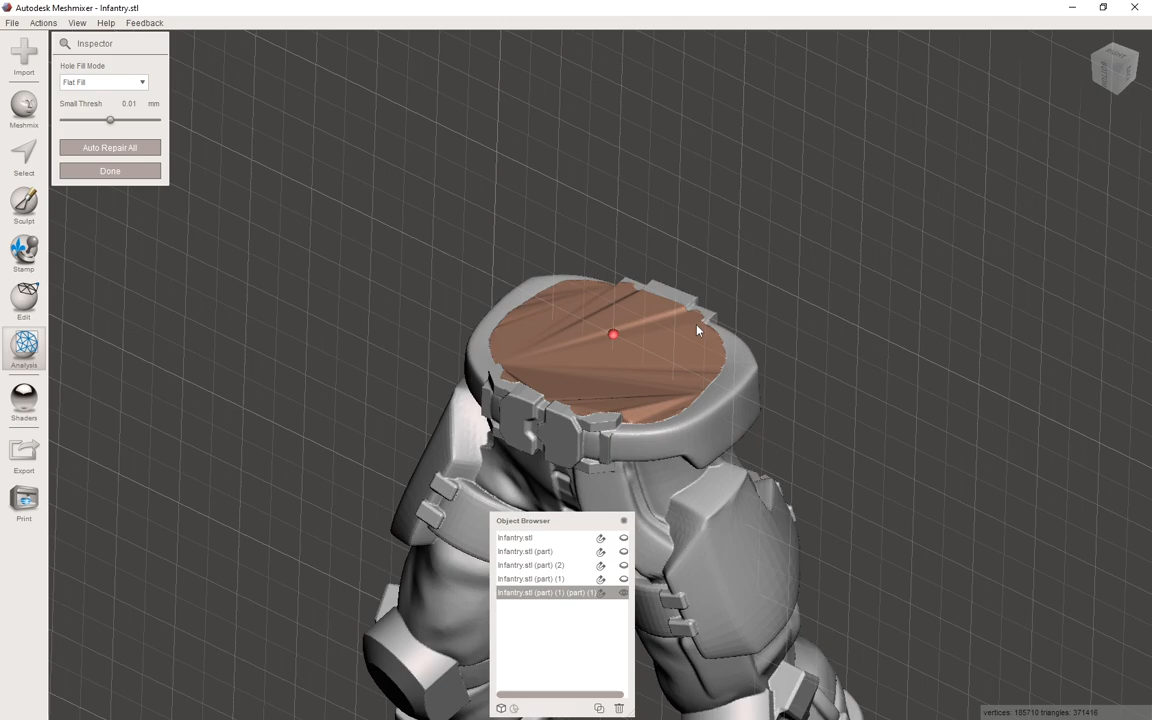 Autodesk Meshmixer - Infantry.stl
File Actions View Help Feedback
Import
Meshmix
Select
Sculpt
Stamp
Edit
Analysis
Shaders
Export
Print
Inspector
Hole Fill Mode
Flat Fill
Small Thresh 0.01 mm
Auto Repair All
Done
Object Browser
Infantry.stl
Infantry.stl (part)
Infantry.stl (part) (2)
Infantry.stl (part) (1)
Infantry.stl (part) (1) (part) (1)
vertices: 185710 triangles: 371416